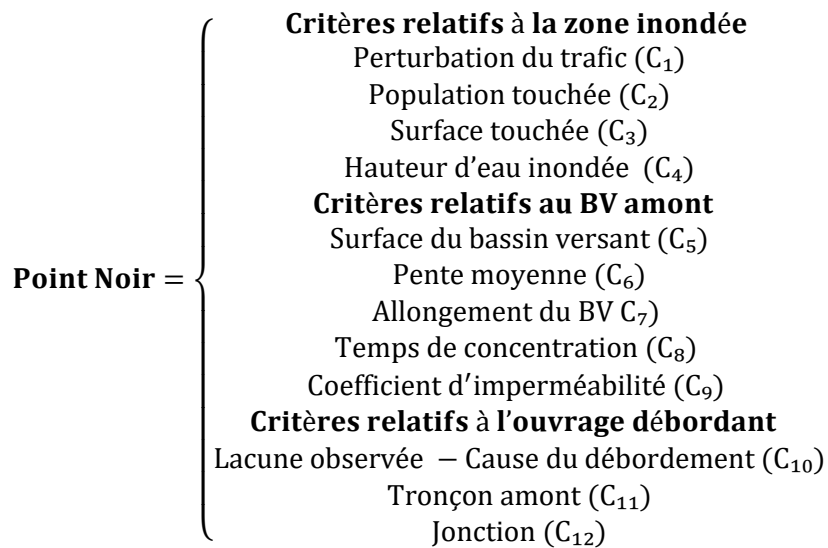 Critères relatifs à la zone inondée
Perturbation du trafic (C₁)
Population touchée (C₂)
Surface touchée (C₃)
Hauteur d'eau inondée (C₄)
Critères relatifs au BV amont
Surface du bassin versant (C₅)
Point Noir =
Pente moyenne (C₆)
Allongement du BV C₇)
Temps de concentration (C₈)
Coefficient d′imperméabilité (C₉)
Critères relatifs à l'ouvrage débordant
Lacune observée − Cause du débordement (C₁₀)
Tronçon amont (C₁₁)
Jonction (C₁₂)